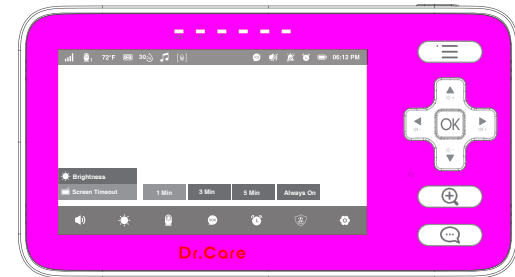 72°F 30 06:12 PM
OK
Brightness
Screen Timeout 1 Min 3 Min 5 Min Always On
Dr.Care